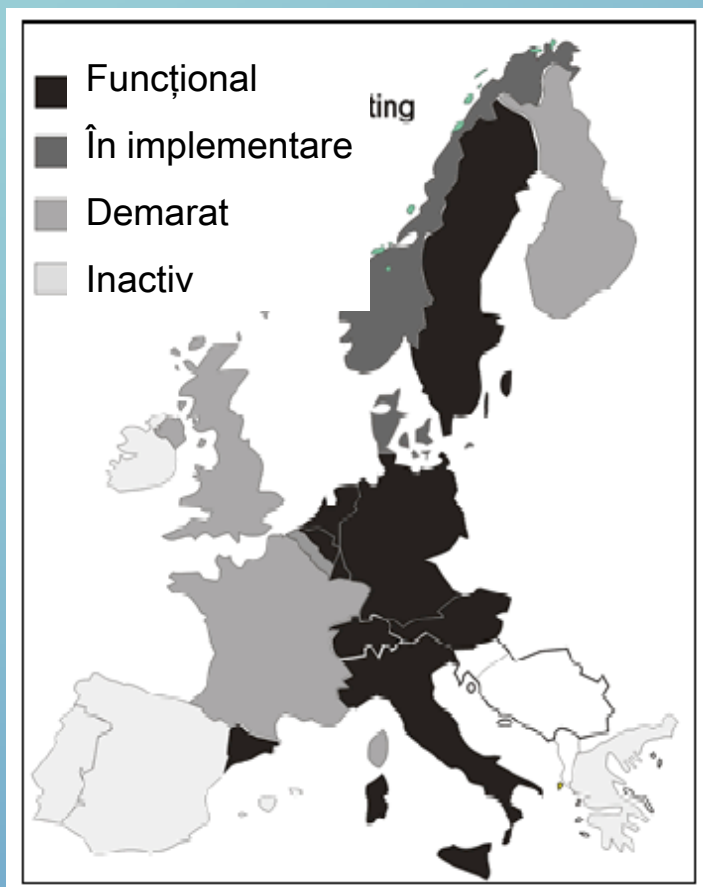 Funcțional
ting
În implementare
Demarat
Inactiv